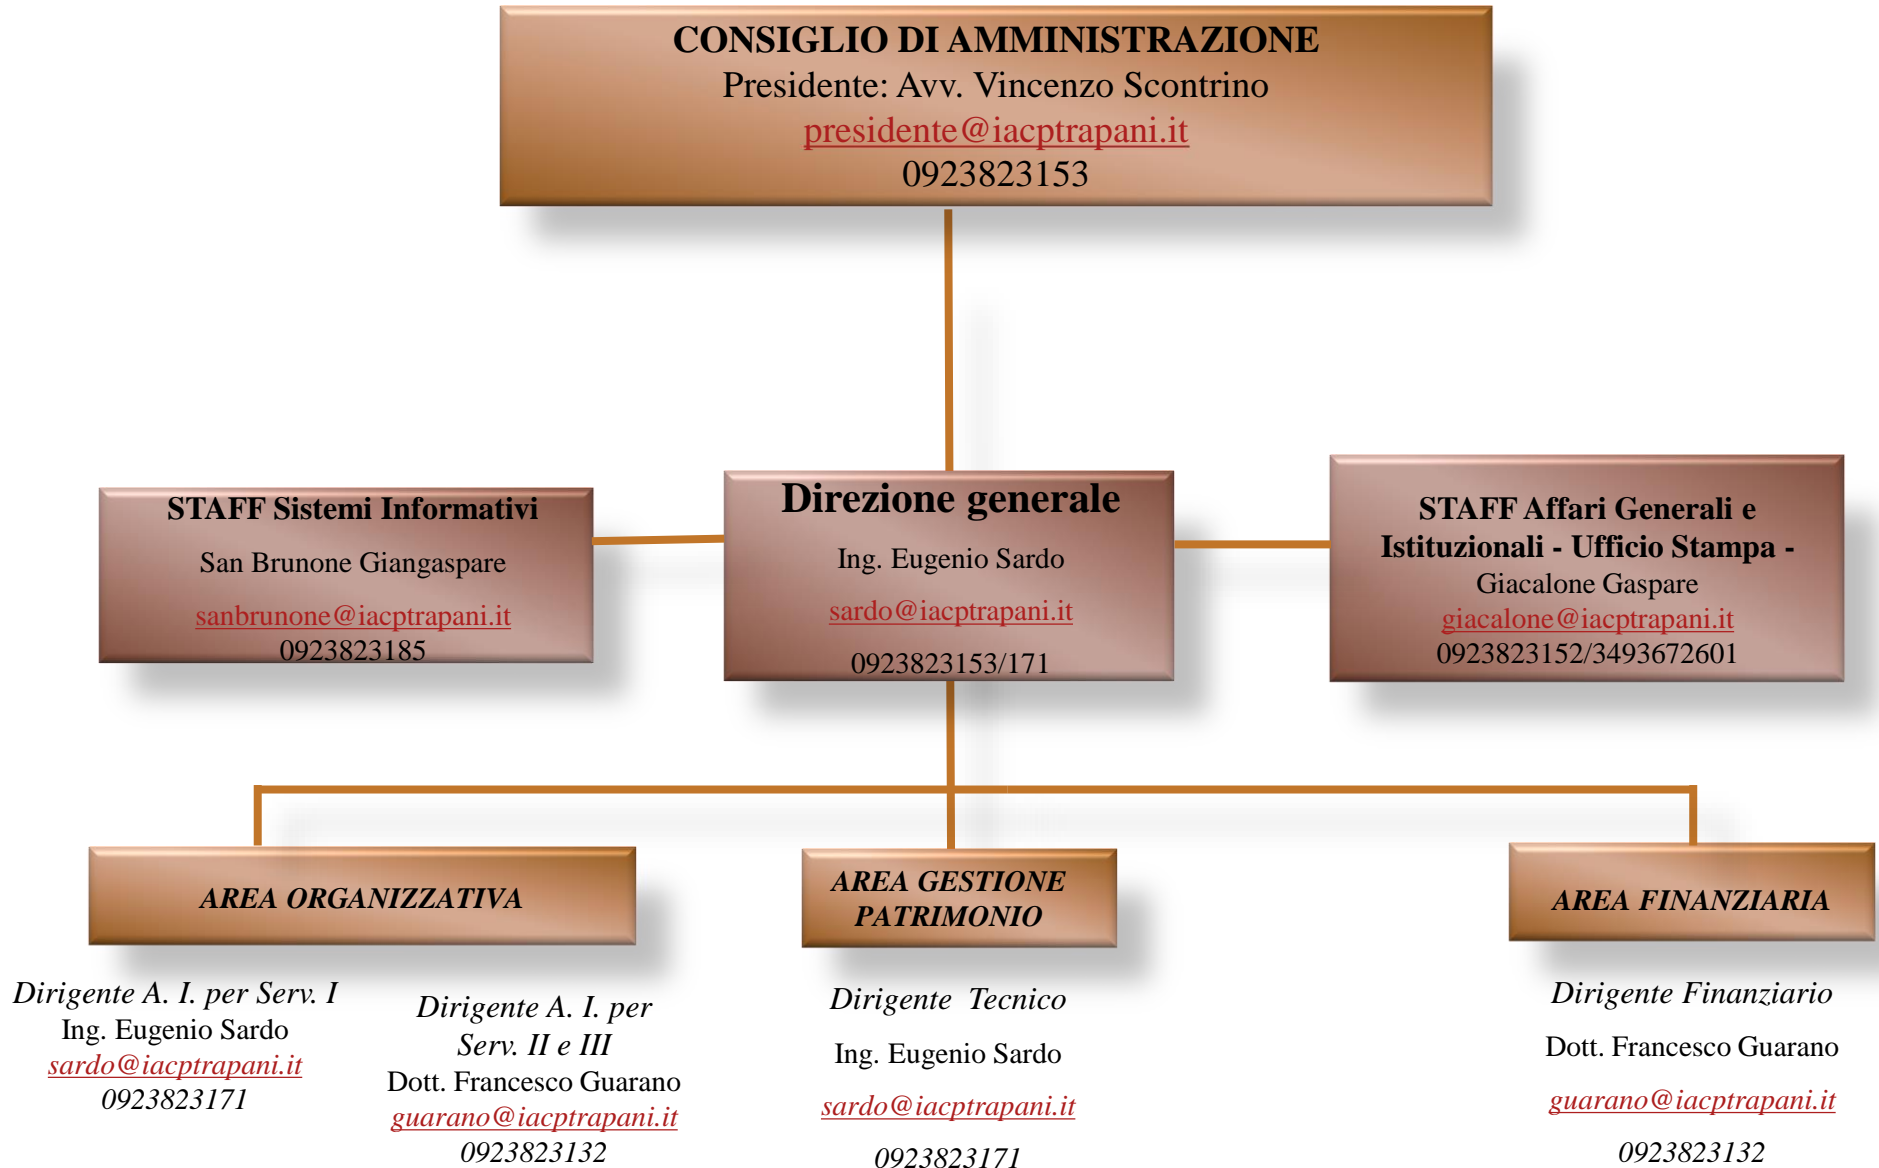 CONSIGLIO DI AMMINISTRAZIONE
Presidente: Avv. Vincenzo Scontrino
presidente@iacptrapani.it
0923823153
STAFF Sistemi Informativi
San Brunone Giangaspare
sanbrunone@iacptrapani.it
0923823185
Direzione generale
Ing. Eugenio Sardo
sardo@iacptrapani.it
0923823153/171
STAFF Affari Generali e
Istituzionali - Ufficio Stampa -
Giacalone Gaspare
giacalone@iacptrapani.it
0923823152/3493672601
AREA ORGANIZZATIVA
Dirigente A. I. per Serv. I
Ing. Eugenio Sardo
sardo@iacptrapani.it
0923823171
Dirigente A. I. per
Serv. II e III
Dott. Francesco Guarano
guarano@iacptrapani.it
0923823132
AREA GESTIONE
PATRIMONIO
Dirigente Tecnico
Ing. Eugenio Sardo
sardo@iacptrapani.it
0923823171
AREA FINANZIARIA
Dirigente Finanziario
Dott. Francesco Guarano
guarano@iacptrapani.it
0923823132